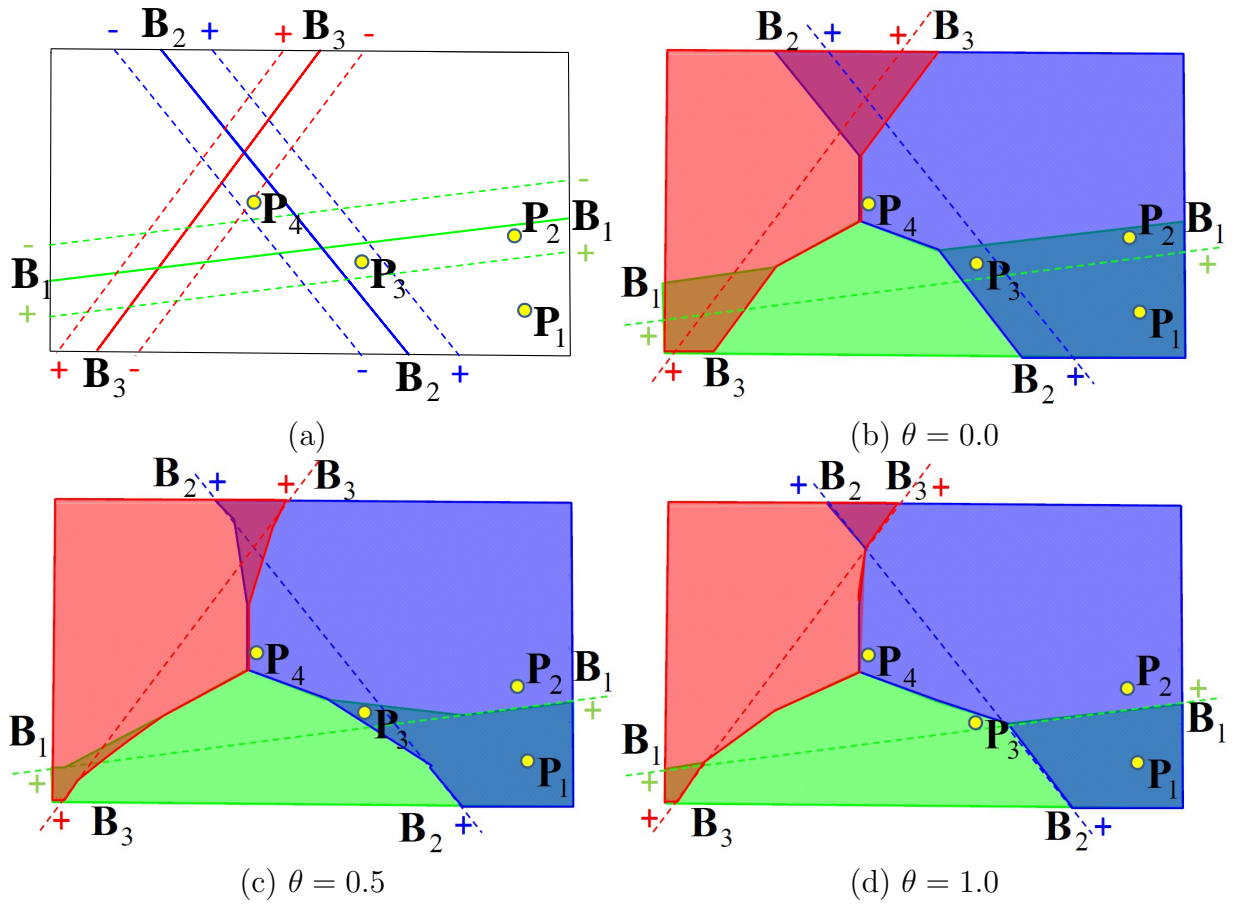 - B2 + + B3 -
B2 + + B3
- -
B1 P4 P2 B1
+ P3 +
P1
+ B3 - - B2 +
P4 P2 B1
B1 P3 +
+ P1
+ B3 B2 +
(a)
(b) θ = 0.0
B2 + + B3
+ B2 B3 +
P4 P2 B1
B1 P3 +
+ P1
+ B3 B2 +
P4 P2 +
B1 P3 B1
+ P1
+ B2 +
(c) θ = 0.5
(d) θ = 1.0